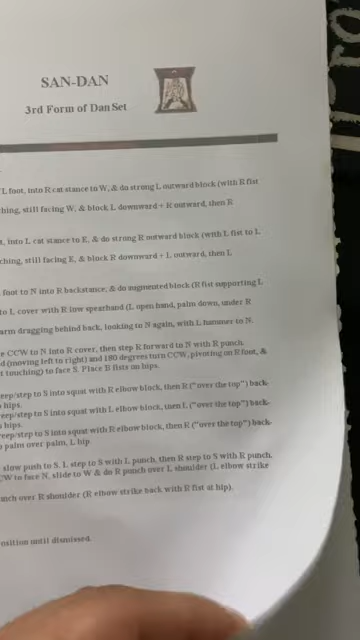 SAN-DAN
3rd Form of Dan Set
L foot, into R cat stance to W, & do strong L outward block (with R fist
ching, still facing W, & block L downward + R outward, then R
t, into L cat stance to E, & do strong R outward block (with L fist to L
ching, still facing E, & block R downward + L outward, then L
foot to N into R backstance, & do augmented block (R fist supporting L
to L cover with R low spearhand (L open hand, palm down, under R
arm dragging behind back, looking to N again, with L hammer to N.
e CCW to N into R cover, then step R forward to N with R punch.
d (moving left to right) and 180 degrees turn CCW, pivoting on R foot, &
t touching) to face S. Place B fists on hips.
eep/step to S into squat with R elbow block, then R ("over the top") back-
hips.
reep/step to S into squat with L elbow block, then L ("over the top") back-
hips.
reep/step to S into squat with R elbow block, then R ("over the top") back-
palm over palm, L hip.
slow push to S. L step to S with L punch, then R step to S with R punch.
CW to face N, slide to W & do R punch over L shoulder (L elbow strike
unch over R shoulder (R elbow strike back with R fist at hip).
osition until dismissed.